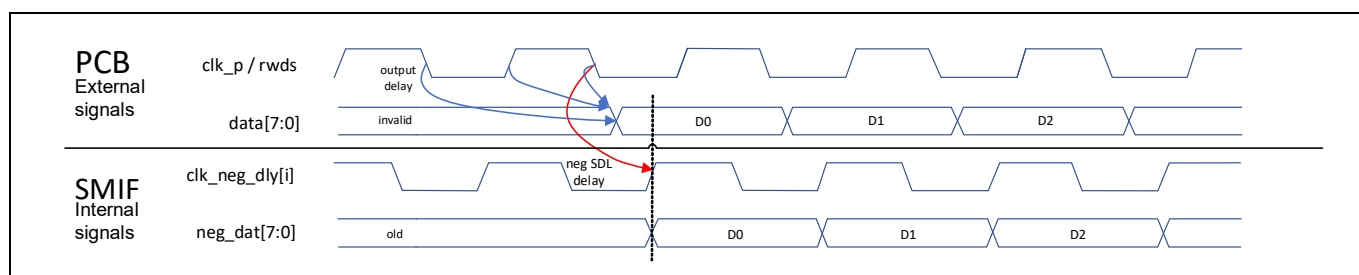 PCB
External
signals
clk_p / rwds
output
delay
data[7:0]
invalid
D0
D1
D2
SMIF
Internal
signals
clk_neg_dly[i]
neg SDL
delay
neg_dat[7:0]
old
D0
D1
D2